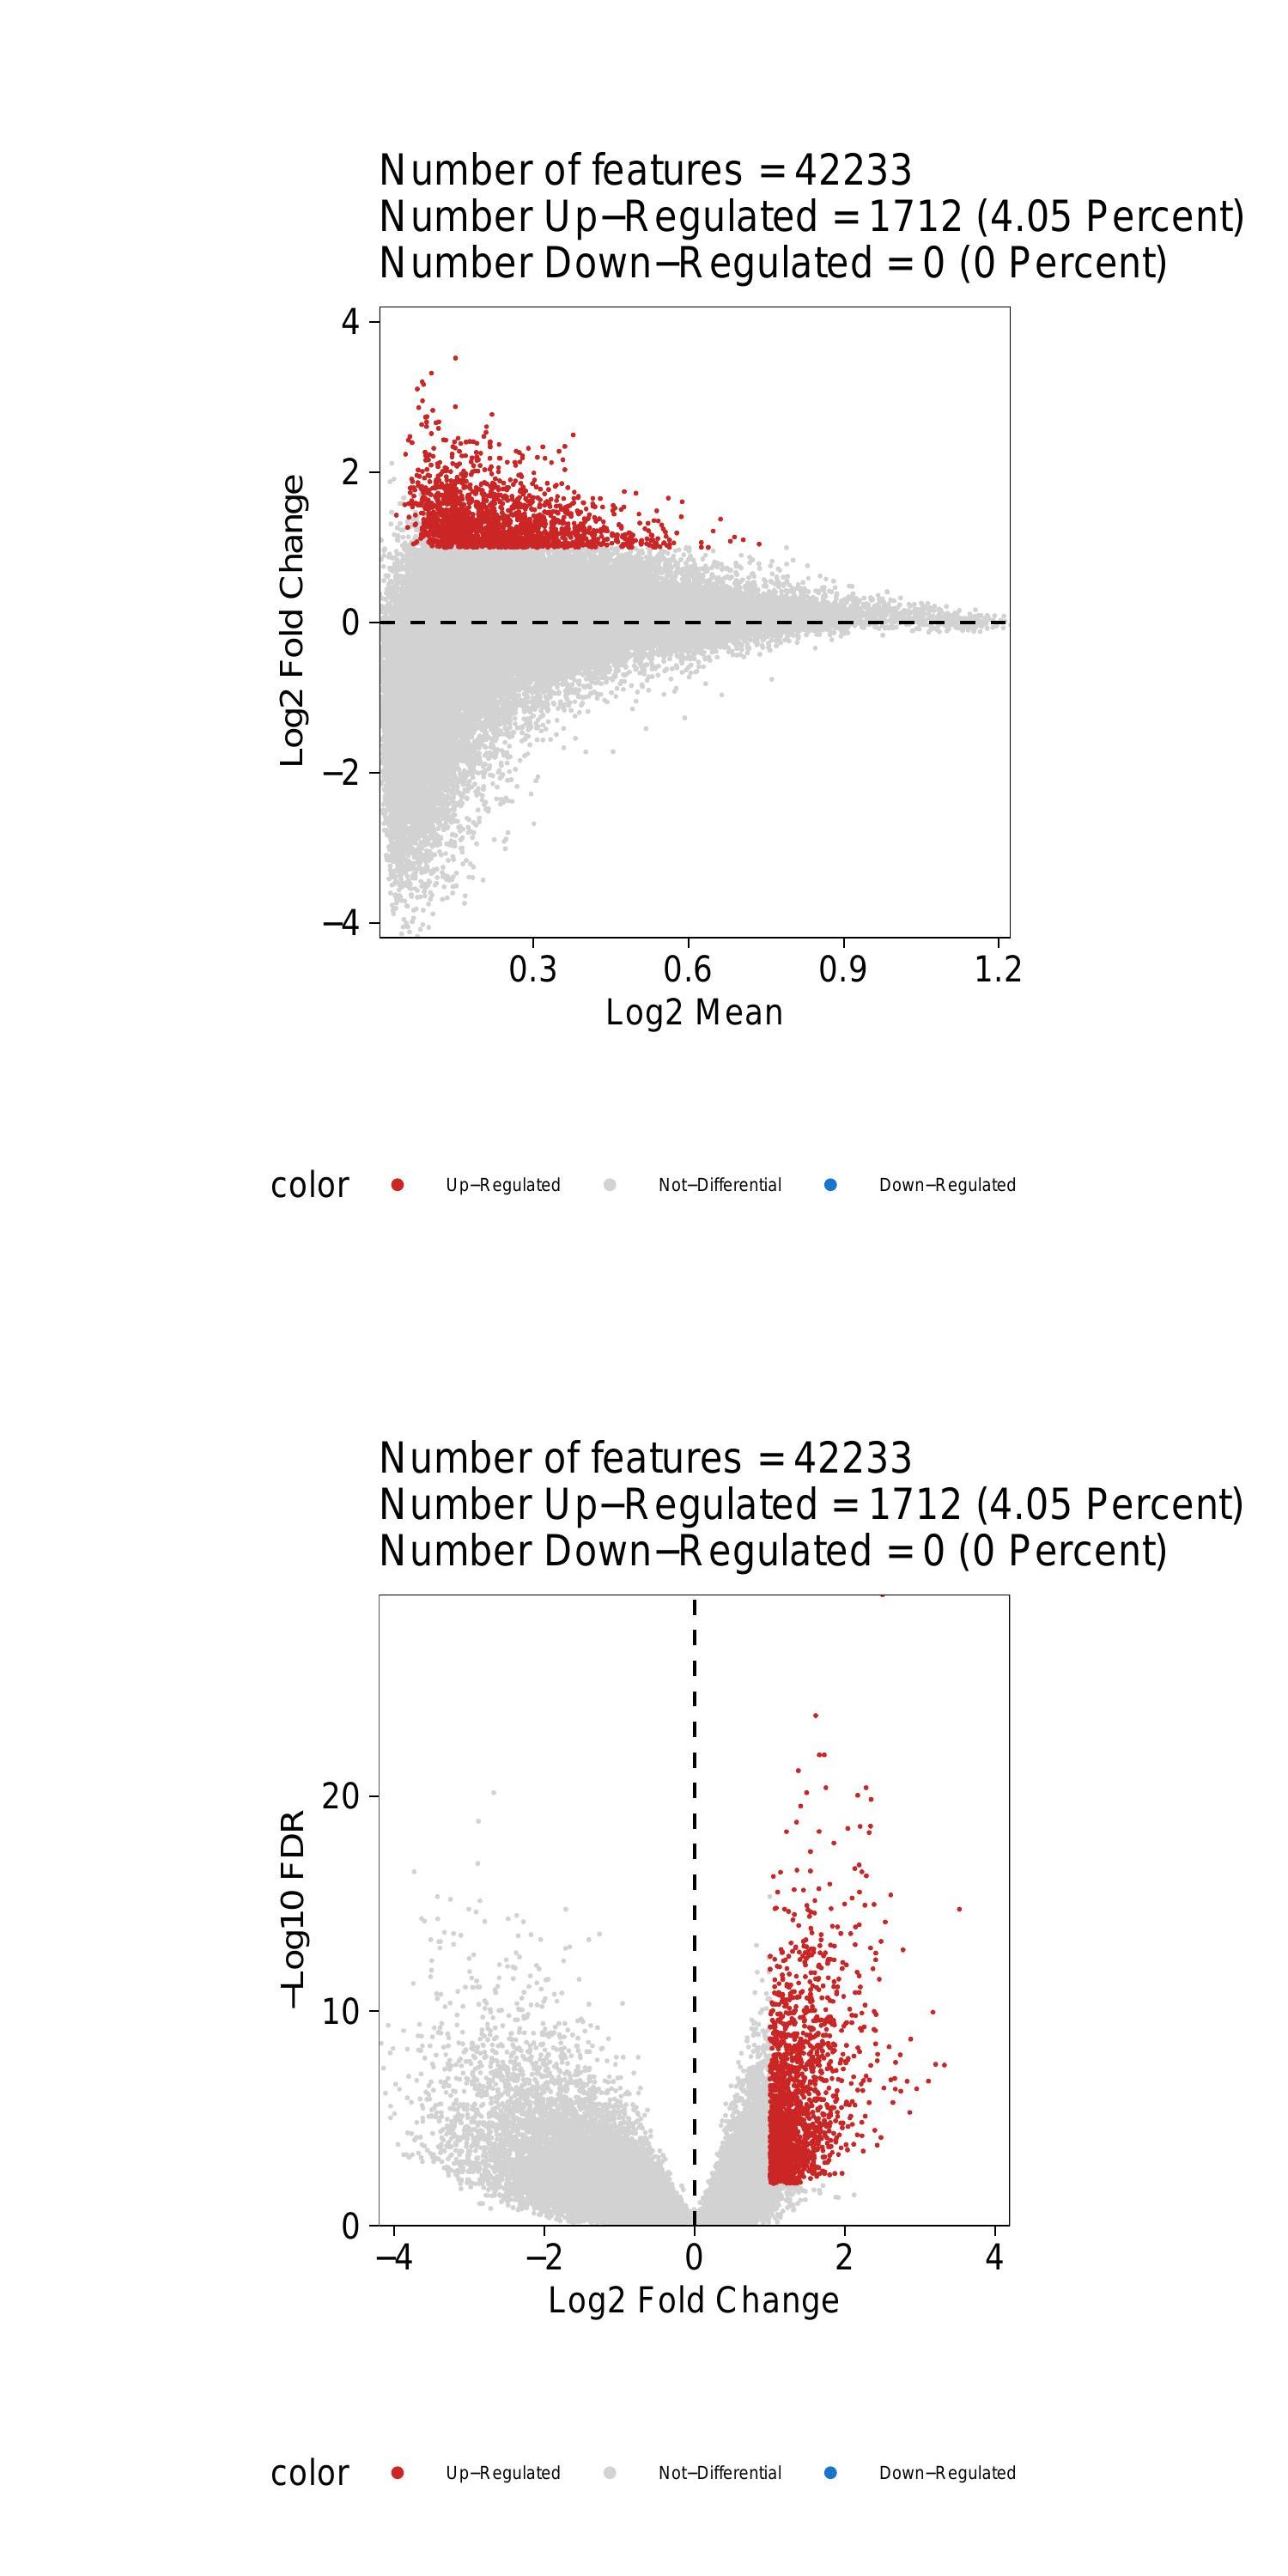 Number of features = 42233
Number Up−Regulated = 1712 (4.05 Percent)
Number Down−Regulated = 0 (0 Percent)
4
2
0
−2
−4
Log2 Fold Change
0.3 0.6 0.9 1.2
Log2 Mean
color Up−Regulated Not−Differential Down−Regulated
Number of features = 42233
Number Up−Regulated = 1712 (4.05 Percent)
Number Down−Regulated = 0 (0 Percent)
20
10
0
−Log10 FDR
−4 −2 0 2 4
Log2 Fold Change
color Up−Regulated Not−Differential Down−Regulated